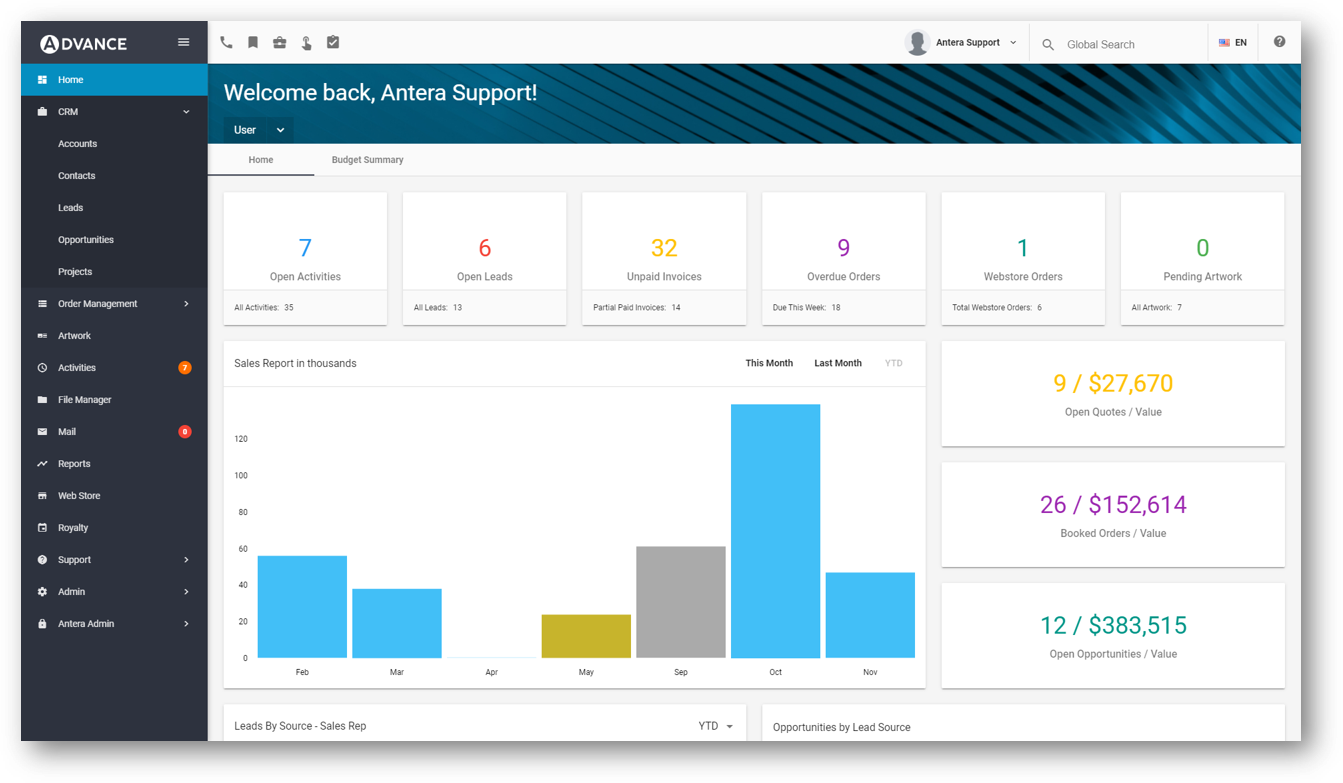 ADVANCE
Antera Support
Global Search
EN
Home
CRM
Accounts
Contacts
Leads
Opportunities
Projects
Order Management
Artwork
Activities 7
File Manager
Mail 0
Reports
Web Store
Royalty
Support
Admin
Antera Admin
Welcome back, Antera Support!
User
Home Budget Summary
7
Open Activities
All Activities: 35
6
Open Leads
All Leads: 13
32
Unpaid Invoices
Partial Paid Invoices: 14
9
Overdue Orders
Due This Week: 18
1
Webstore Orders
Total Webstore Orders: 6
0
Pending Artwork
All Artwork: 7
Sales Report in thousands This Month Last Month YTD
120
100
80
60
40
20
0
Feb Mar Apr May Sep Oct Nov
9 / $27,670
Open Quotes / Value
26 / $152,614
Booked Orders / Value
12 / $383,515
Open Opportunities / Value
Leads By Source - Sales Rep YTD
Opportunities by Lead Source